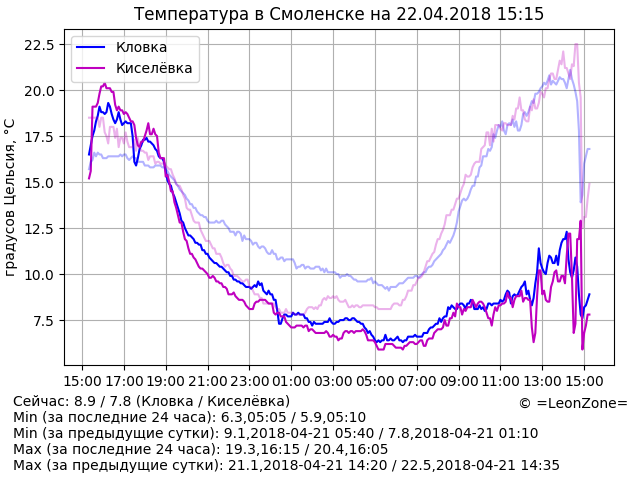 Температура в Смоленске на 22.04.2018 15:15
Кловка
Киселёвка
градусов Цельсия, °C
22.5
20.0
17.5
15.0
12.5
10.0
7.5
15:00 17:00 19:00 21:00 23:00 01:00 03:00 05:00 07:00 09:00 11:00 13:00 15:00
Сейчас: 8.9 / 7.8 (Кловка / Киселёвка)
© =LeonZone=
Min (за последние 24 часа): 6.3,05:05 / 5.9,05:10
Min (за предыдущие сутки): 9.1,2018-04-21 05:40 / 7.8,2018-04-21 01:10
Max (за последние 24 часа): 19.3,16:15 / 20.4,16:05
Max (за предыдущие сутки): 21.1,2018-04-21 14:20 / 22.5,2018-04-21 14:35